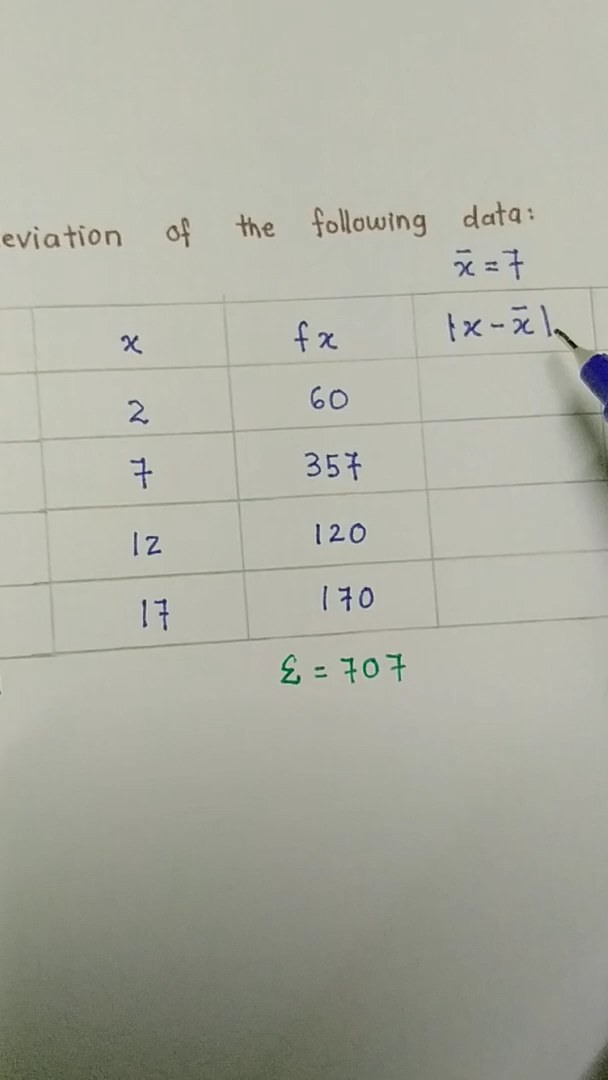 eviation of the following data:
x̄ = 7
x fx |x - x̄|
2 60
7 357
12 120
17 170
Σ = 707